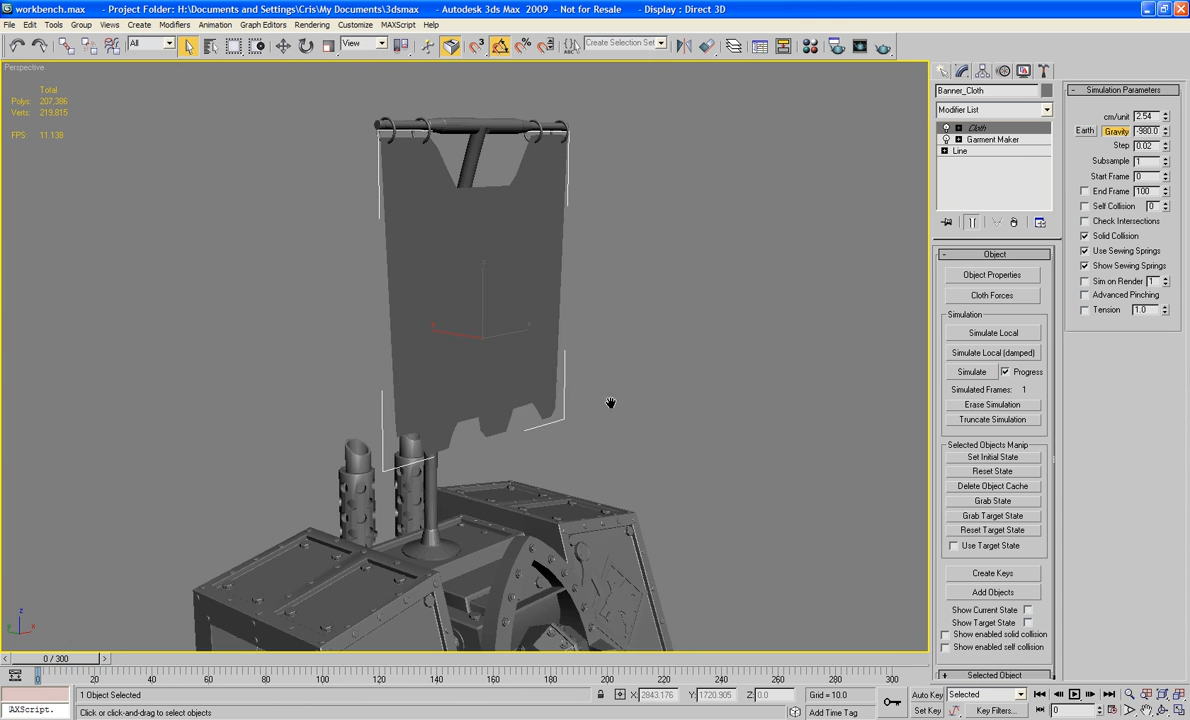 workbench.max - Project Folder: H:\Documents and Settings\Cris\My Documents\3dsmax - Autodesk 3ds Max 2009 - Not for Resale - Display : Direct 3D
File Edit Tools Group Views Create Modifiers Animation Graph Editors Rendering Customize MAXScript Help
All View Create Selection Set
Perspective
Total
Polys: 207,386
Verts: 219,815
FPS: 11.138
Banner_Cloth
Modifier List
Cloth
Garment Maker
Line
Object
Object Properties
Cloth Forces
Simulation
Simulate Local
Simulate Local (damped)
Simulate Progress
Simulated Frames: 1
Erase Simulation
Truncate Simulation
Selected Objects Manip
Set Initial State
Reset State
Delete Object Cache
Grab State
Grab Target State
Reset Target State
Use Target State
Create Keys
Add Objects
Show Current State
Show Target State
Show enabled solid collision
Show enabled self collision
Selected Object
Simulation Parameters
cm/unit 2.54
Earth Gravity -980.0
Step 0.02
Subsample 1
Start Frame 0
End Frame 100
Self Collision 0
Check Intersections
Solid Collision
Use Sewing Springs
Show Sewing Springs
Sim on Render 1
Advanced Pinching
Tension 1.0
0 / 300
0 20 40 60 80 100 120 140 160 180 200 220 240 260 280 300
1 Object Selected X: 2843.176 Y: 1720.905 Z: 0.0 Grid = 10.0 Auto Key Selected
AXScript. Click or click-and-drag to select objects Add Time Tag Set Key Key Filters... 0